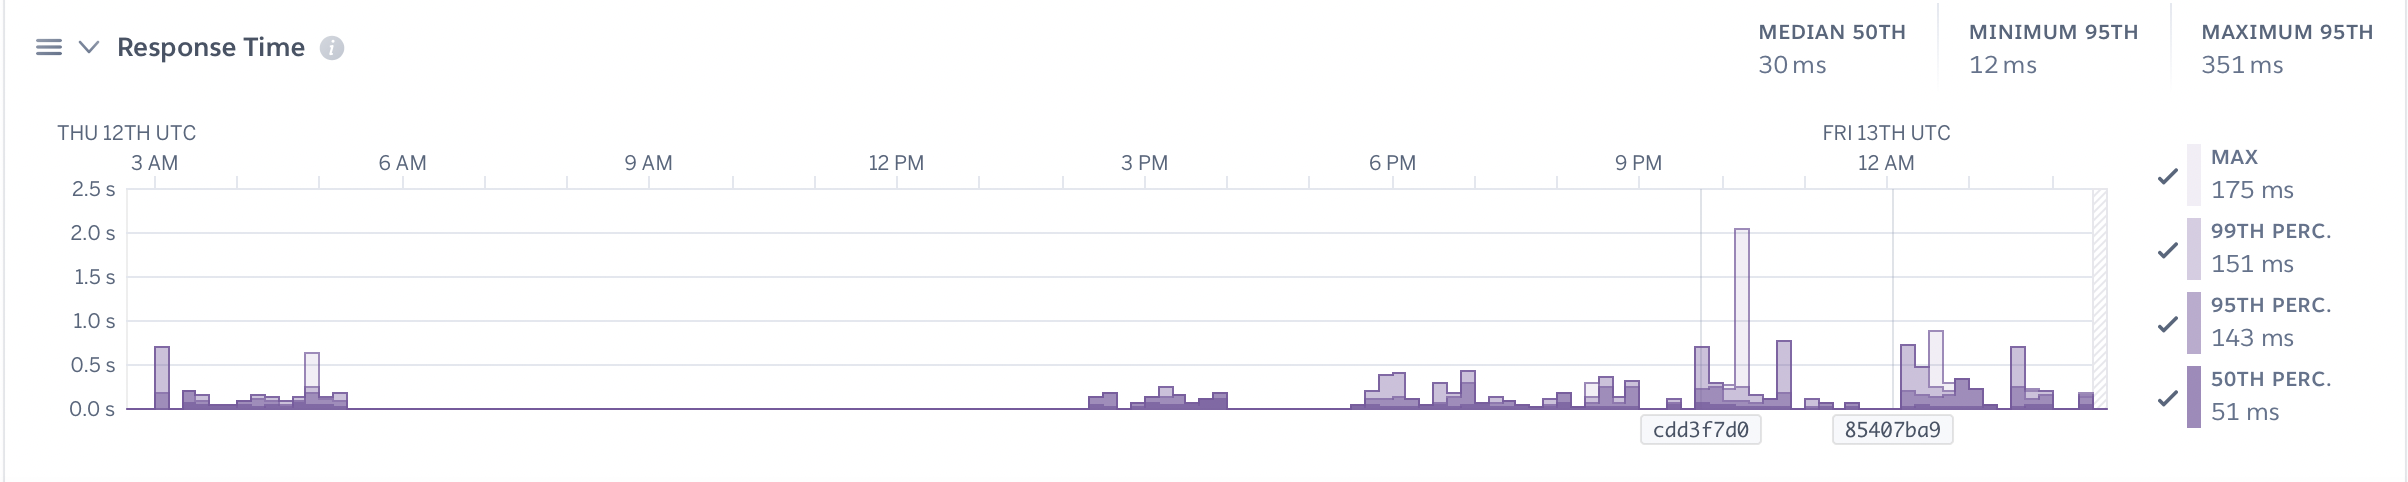 Response Time
MEDIAN 50TH
30 ms
MINIMUM 95TH
12 ms
MAXIMUM 95TH
351 ms
THU 12TH UTC
FRI 13TH UTC
3 AM 6 AM 9 AM 12 PM 3 PM 6 PM 9 PM 12 AM
2.5 s
2.0 s
1.5 s
1.0 s
0.5 s
0.0 s
cdd3f7d0
85407ba9
MAX
175 ms
99TH PERC.
151 ms
95TH PERC.
143 ms
50TH PERC.
51 ms